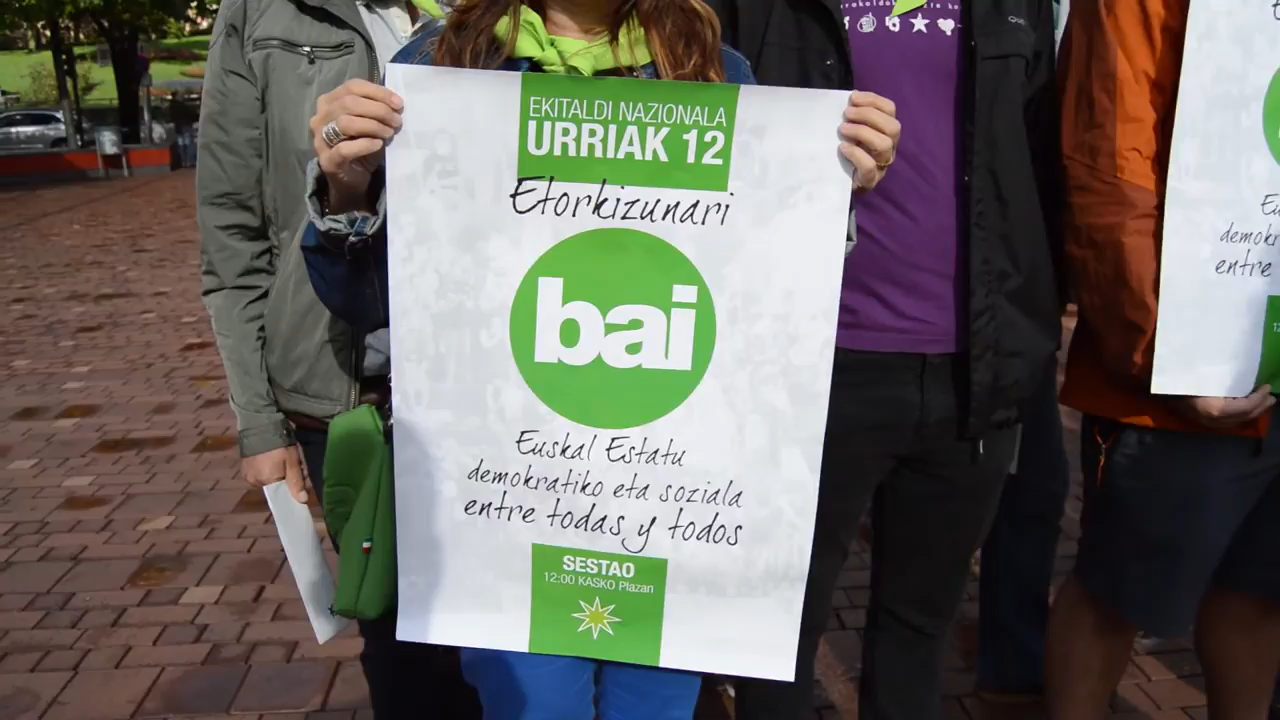 EKITALDI NAZIONALA
URRIAK 12
Etorkizunari
bai
Euskal Estatu
demokratiko eta soziala
entre todas y todos
SESTAO
12:00 KASKO Plazan
entre